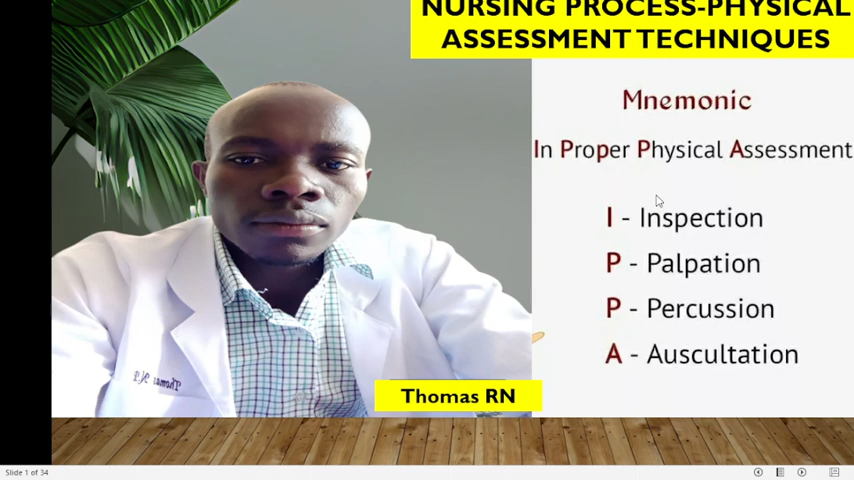 NURSING PROCESS-PHYSICAL
ASSESSMENT TECHNIQUES
Mnemonic
In Proper Physical Assessment
I - Inspection
P - Palpation
P - Percussion
A - Auscultation
Thomas RN
Slide 1 of 34